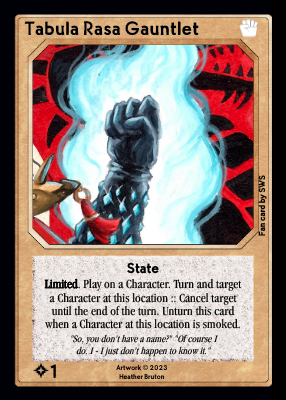 Tabula Rasa Gauntlet
Fan card by SWS
State
Limited. Play on a Character. Turn and target
a Character at this location :: Cancel target
until the end of the turn. Unturn this card
when a Character at this location is smoked.
"So, you don't have a name?" "Of course I
do. I - I just don't happen to know it."
1
Artwork © 2023
Heather Bruton